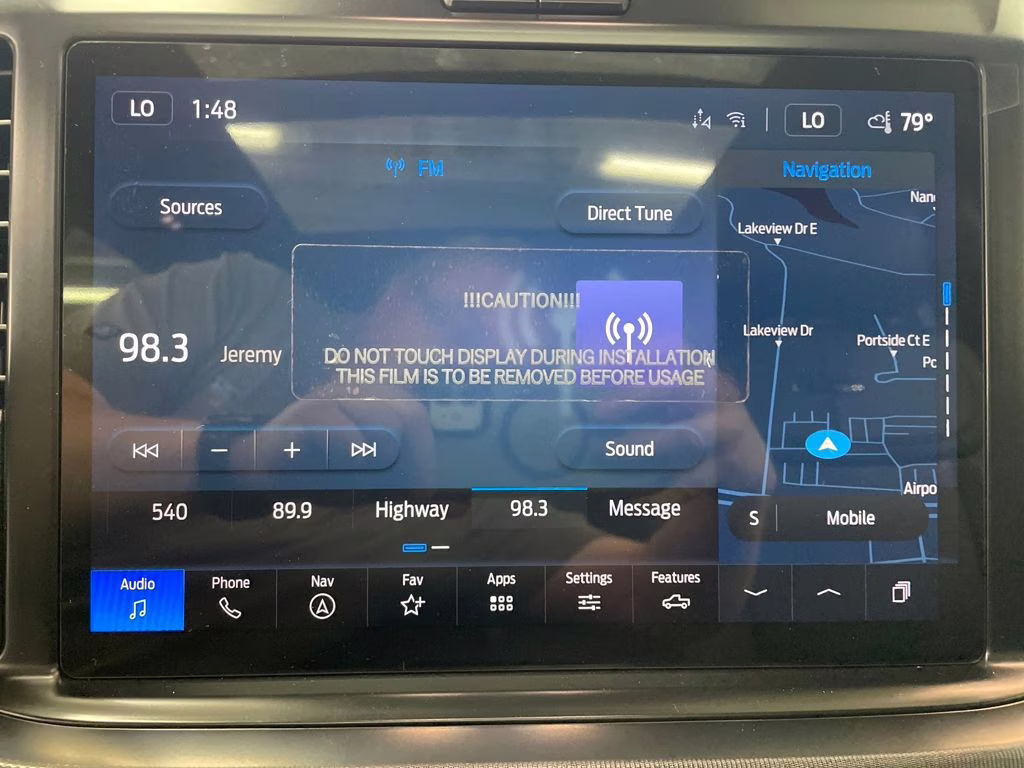 LO 1:48
LO 79°
FM
Navigation
Sources
Direct Tune
Lakeview Dr E
!!!CAUTION!!!
98.3 Jeremy
DO NOT TOUCH DISPLAY DURING INSTALLATION
THIS FILM IS TO BE REMOVED BEFORE USAGE
Lakeview Dr
Portside Ct E
Sound
540 89.9 Highway 98.3 Message
S Mobile
Audio Phone Nav Fav Apps Settings Features